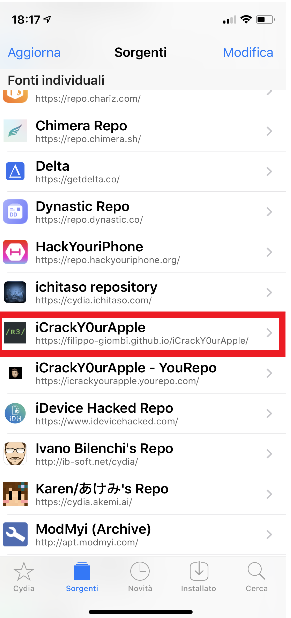 18:17
Aggiorna Sorgenti Modifica
Fonti individuali
https://repo.chariz.com/
Chimera Repo
https://repo.chimera.sh/
Delta
https://getdelta.co/
Dynastic Repo
https://repo.dynastic.co/
HackYouriPhone
https://repo.hackyouriphone.org/
ichitaso repository
https://cydia.ichitaso.com/
/n3/
iCrackY0urApple
https://filippo-giombi.github.io/iCrackY0urApple/
iCrackY0urApple - YouRepo
https://icrackyourapple.yourepo.com/
IDH
iDevice Hacked Repo
https://www.idevicehacked.com/
Ivano Bilenchi's Repo
http://ib-soft.net/cydia/
Karen/あけみ's Repo
https://cydia.akemi.ai/
ModMyi (Archive)
http://apt.modmyi.com/
Cydia Sorgenti Novità Installato Cerca